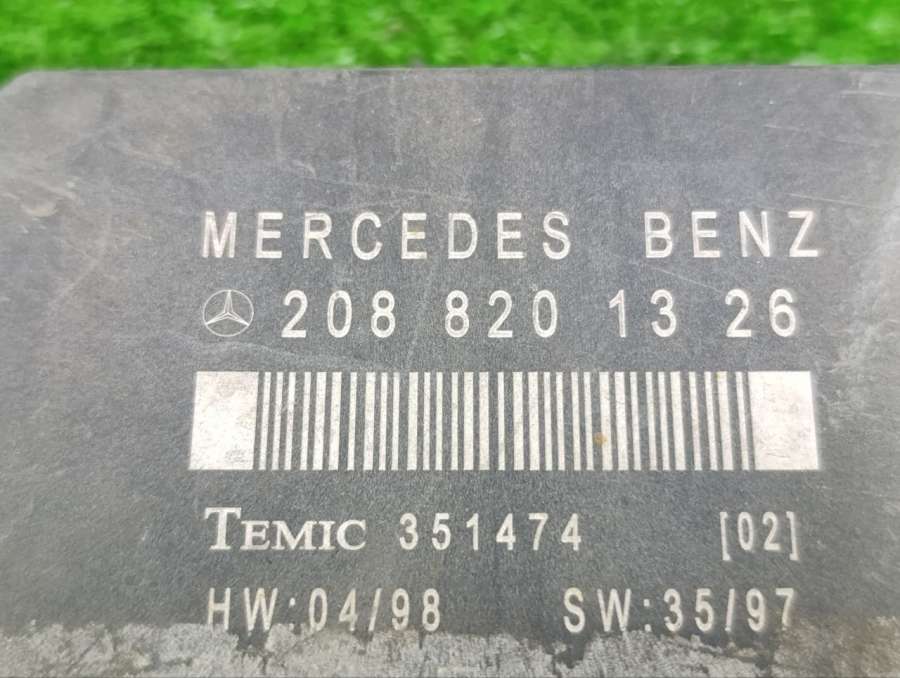 MERCEDES BENZ
208 820 13 26
TEMIC 351474 [02]
HW:04/98 SW:35/97